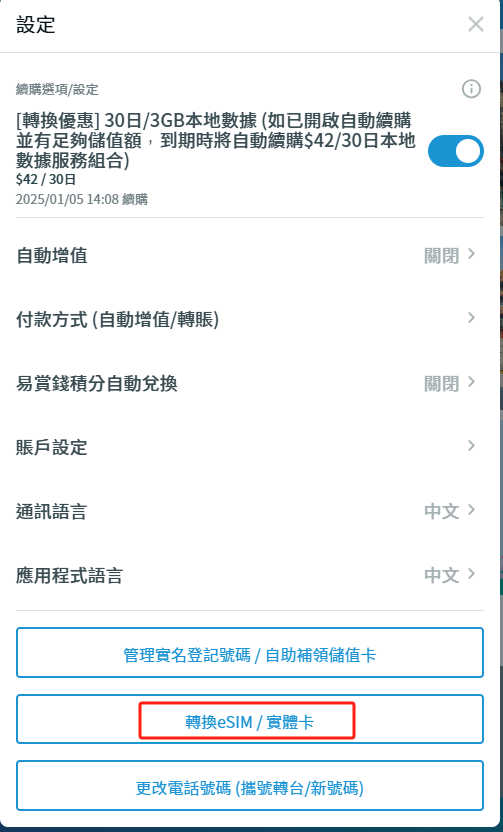 設定
續購選項/設定
[轉換優惠] 30日/3GB本地數據 (如已開啟自動續購
並有足夠儲值額，到期時將自動續購$42/30日本地
數據服務組合)
$42 / 30日
2025/01/05 14:08 續購
自動增值 關閉
付款方式 (自動增值/轉賬)
易賞錢積分自動兌換 關閉
賬戶設定
通訊語言 中文
應用程式語言 中文
管理實名登記號碼 / 自助補領儲值卡
轉換eSIM / 實體卡
更改電話號碼 (攜號轉台/新號碼)